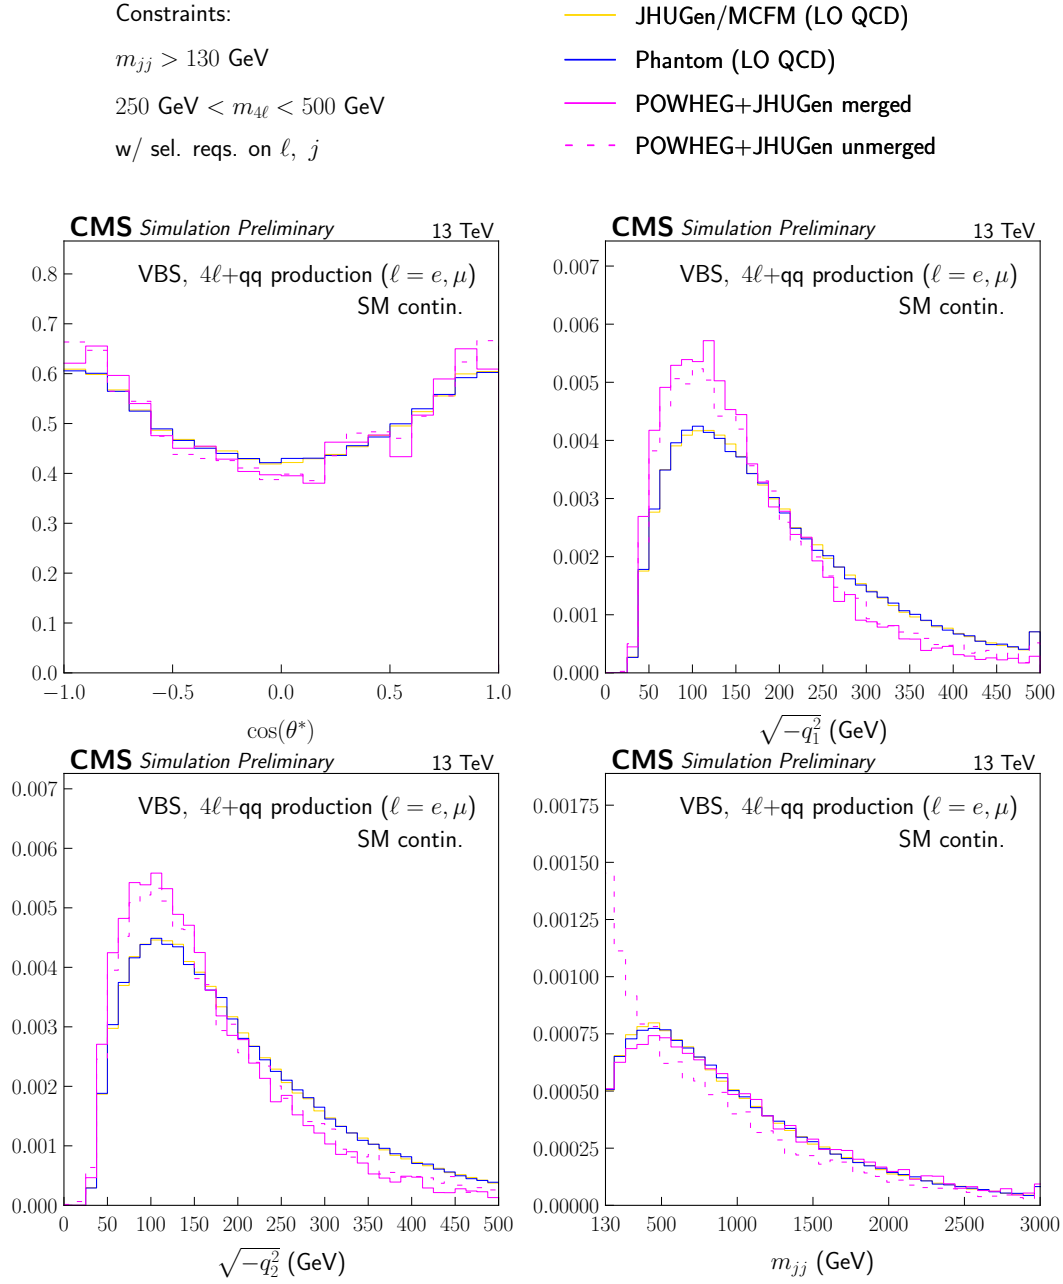 Constraints:
m_{jj} > 130 GeV
250 GeV < m_{4ℓ} < 500 GeV
w/ sel. reqs. on ℓ, j
JHUGen/MCFM (LO QCD)
Phantom (LO QCD)
POWHEG+JHUGen merged
POWHEG+JHUGen unmerged
CMS Simulation Preliminary 13 TeV
VBS, 4ℓ+qq production (ℓ = e, μ)
SM contin.
0.8
0.7
0.6
0.5
0.4
0.3
0.2
0.1
0.0
−1.0 −0.5 0.0 0.5 1.0
cos(θ*)
CMS Simulation Preliminary 13 TeV
VBS, 4ℓ+qq production (ℓ = e, μ)
SM contin.
0.007
0.006
0.005
0.004
0.003
0.002
0.001
0.000
0 50 100 150 200 250 300 350 400 450 500
√−q₁² (GeV)
CMS Simulation Preliminary 13 TeV
VBS, 4ℓ+qq production (ℓ = e, μ)
SM contin.
0.007
0.006
0.005
0.004
0.003
0.002
0.001
0.000
0 50 100 150 200 250 300 350 400 450 500
√−q₂² (GeV)
CMS Simulation Preliminary 13 TeV
VBS, 4ℓ+qq production (ℓ = e, μ)
SM contin.
0.00175
0.00150
0.00125
0.00100
0.00075
0.00050
0.00025
0.00000
130 500 1000 1500 2000 2500 3000
m_{jj} (GeV)